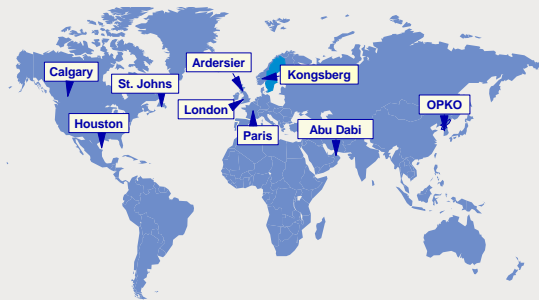 Ardersier
Calgary
Kongsberg
St. Johns
London
OPKO
Houston
Abu Dabi
Paris